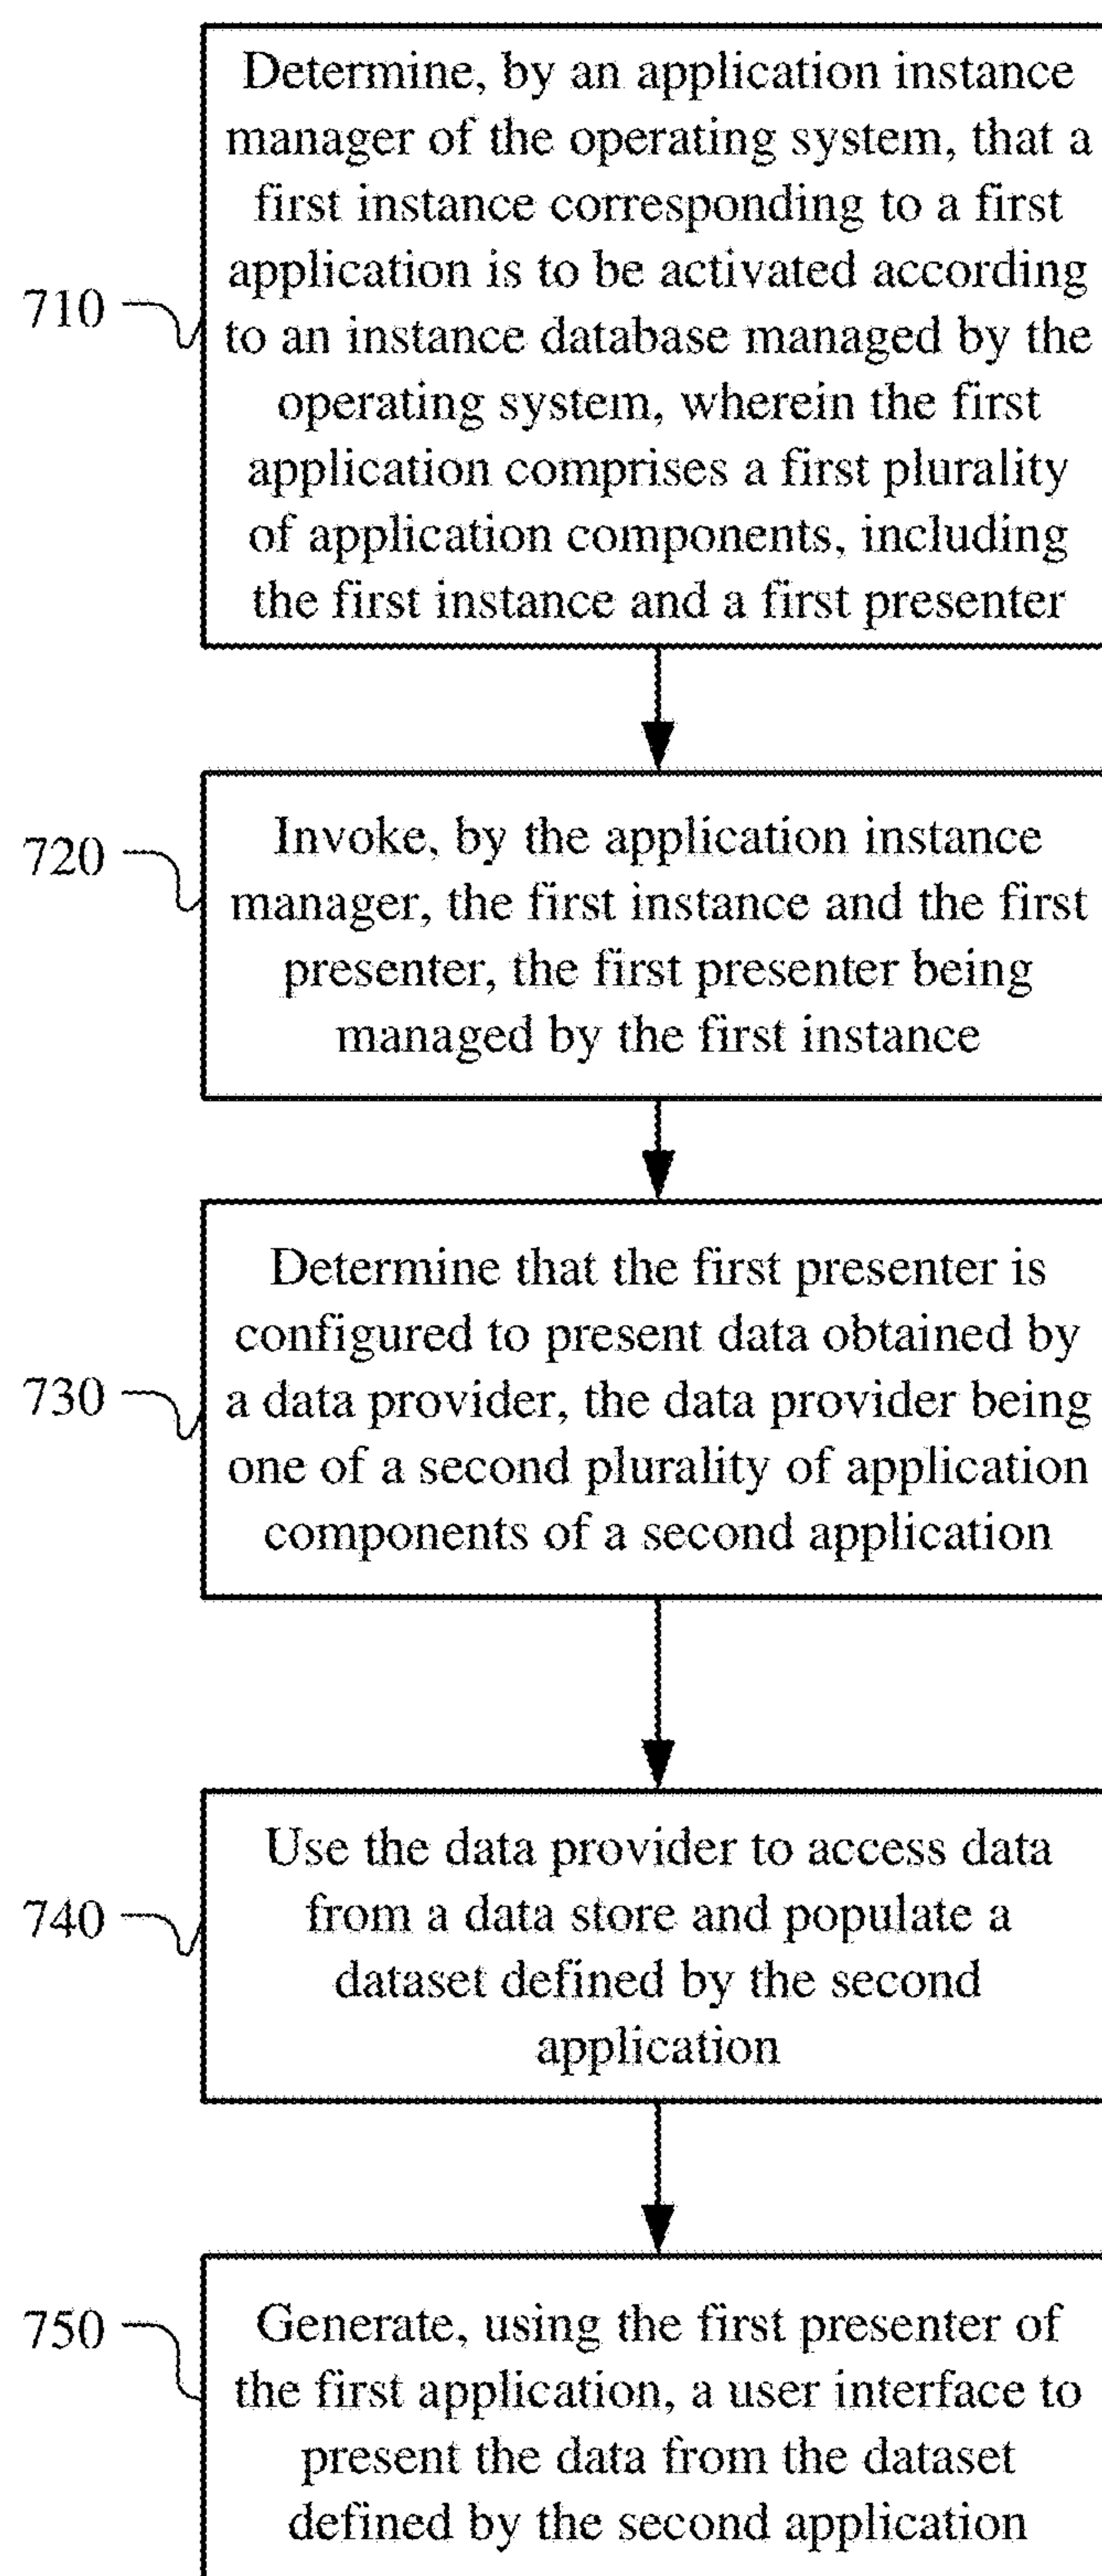 Determine, by an application instance
manager of the operating system, that a
first instance corresponding to a first
application is to be activated according
710
to an instance database managed by the
operating system, wherein the first
application comprises a first plurality
of application components, including
the first instance and a first presenter
720
Invoke, by the application instance
manager, the first instance and the first
presenter, the first presenter being
managed by the first instance
Determine that the first presenter is
configured to present data obtained by
730
a data provider, the data provider being
one of a second plurality of application
components of a second application
Use the data provider to access data
740
from a data store and populate a
dataset defined by the second
application
750
Generate, using the first presenter of
the first application, a user interface to
present the data from the dataset
defined by the second application